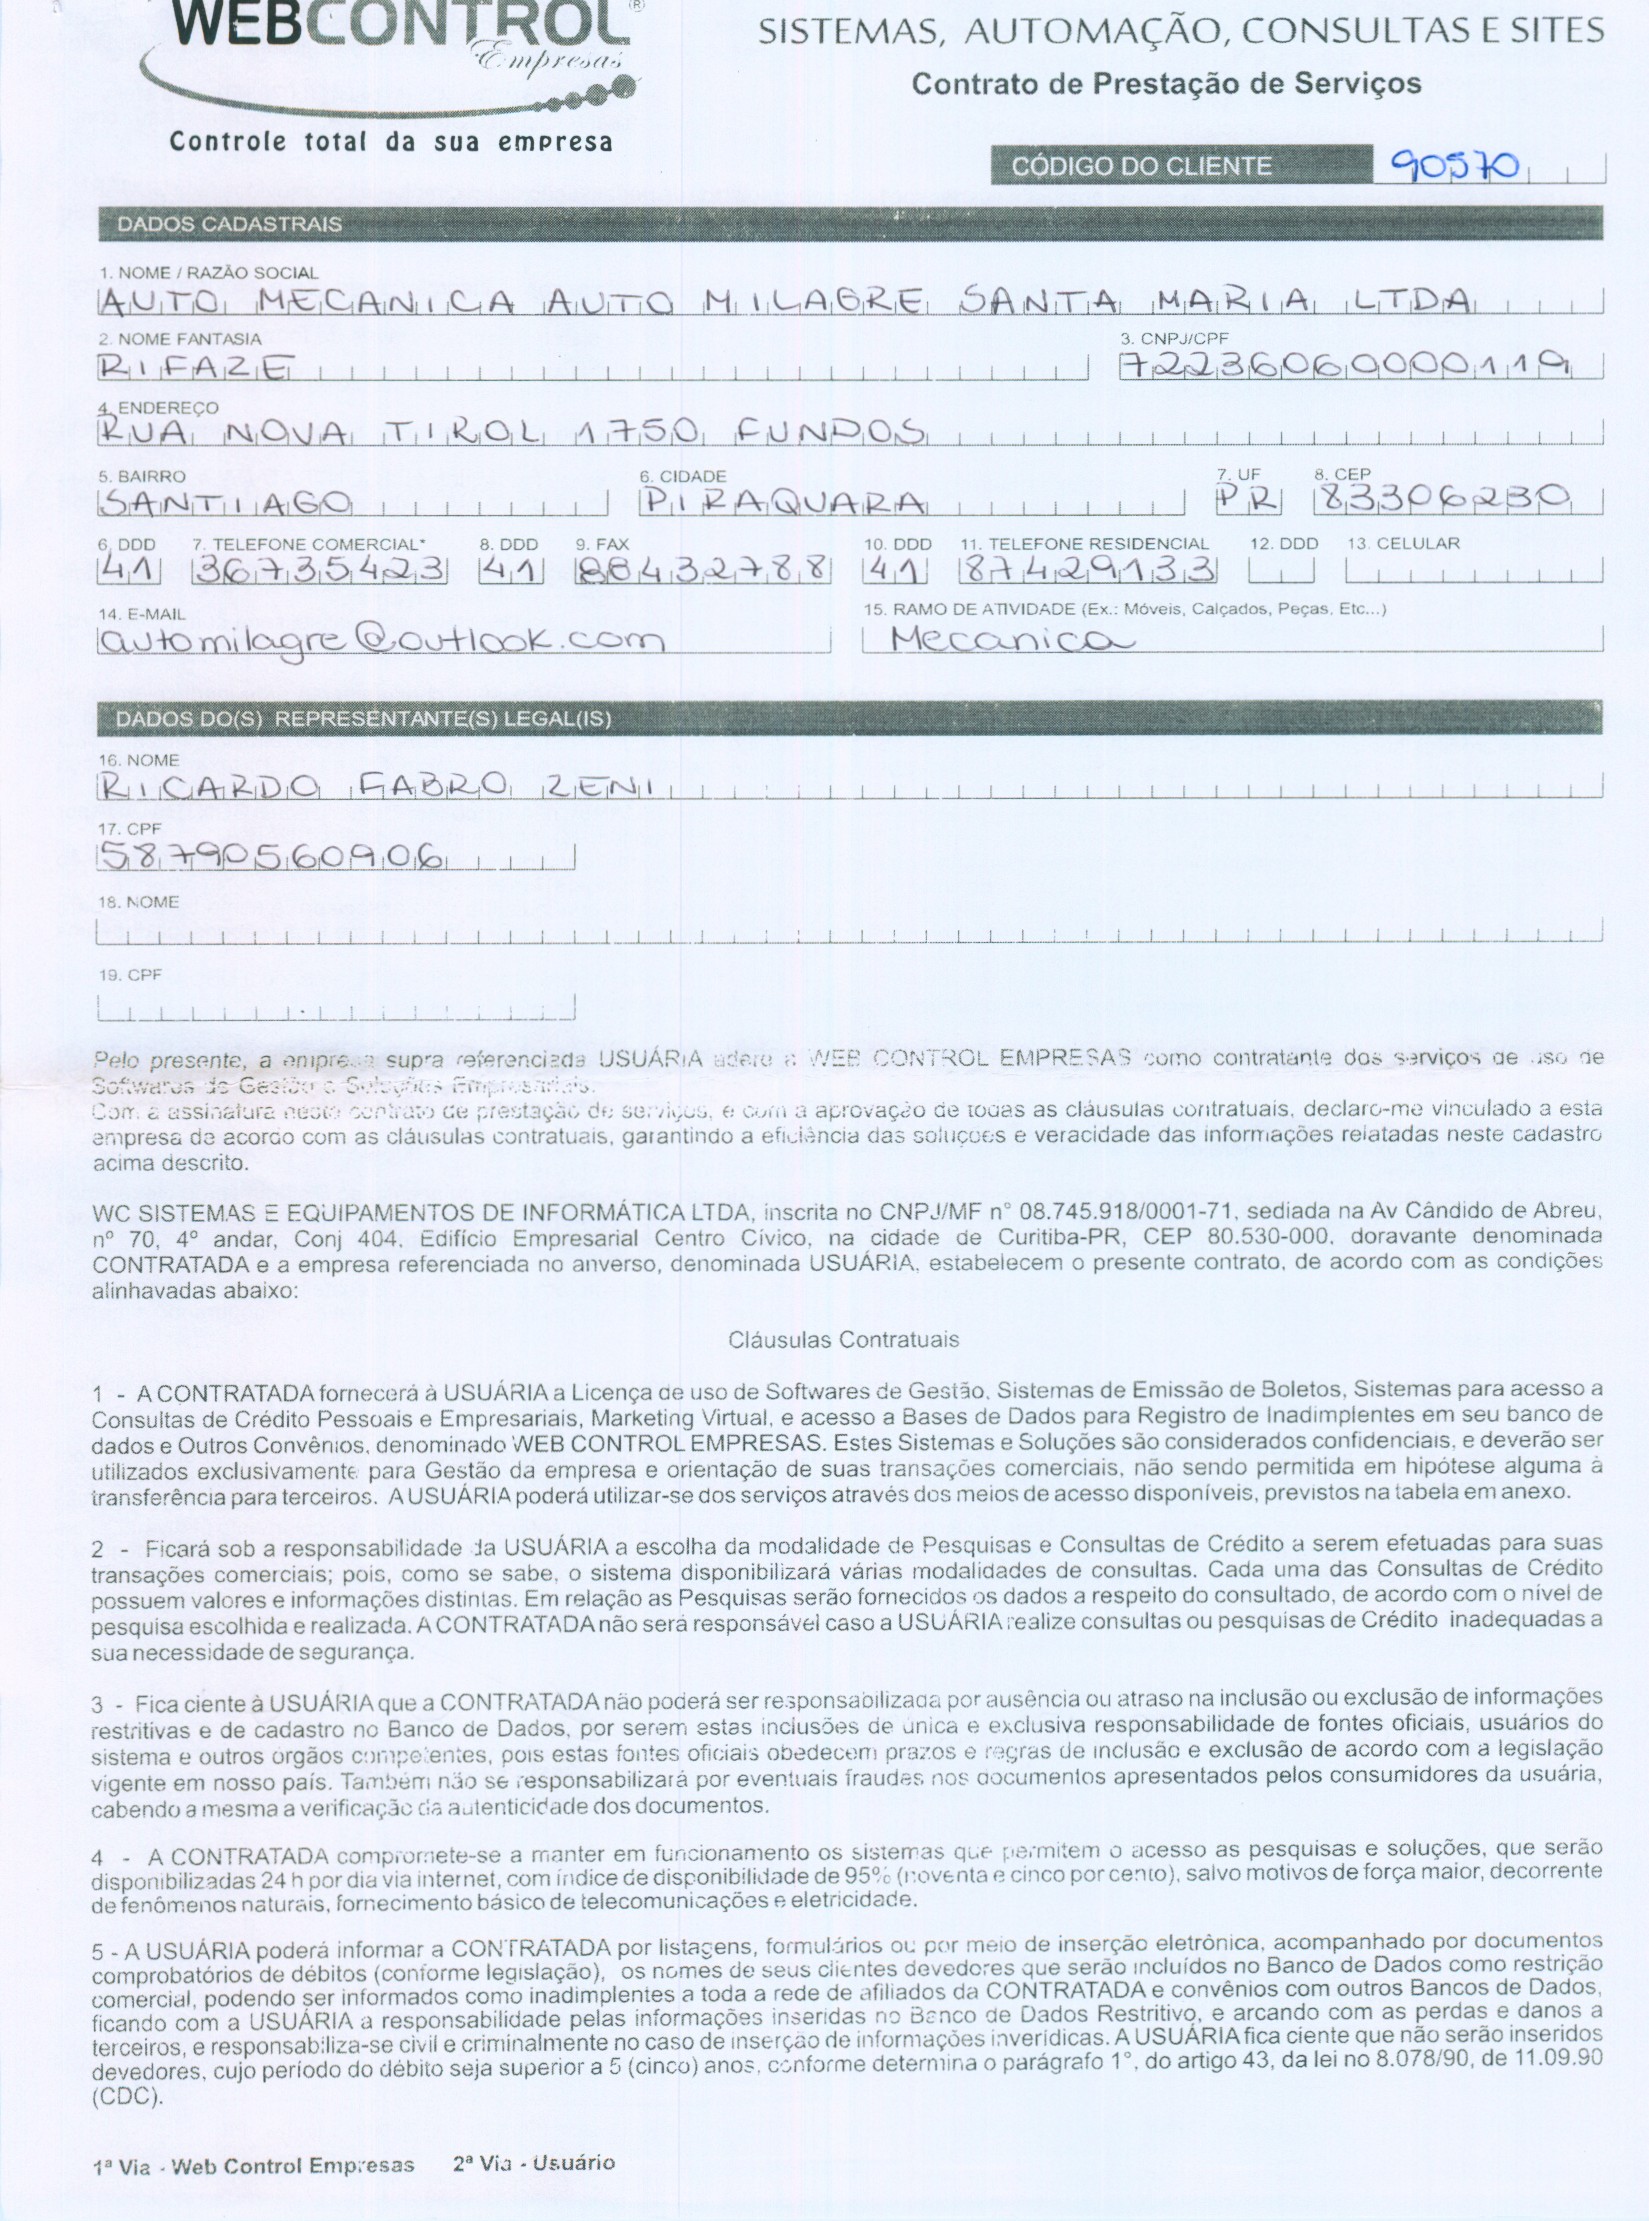 WEBCONTROL®
Empresas
Controle total da sua empresa
SISTEMAS, AUTOMAÇÃO, CONSULTAS E SITES
Contrato de Prestação de Serviços
CÓDIGO DO CLIENTE 90570
DADOS CADASTRAIS
1. NOME / RAZÃO SOCIAL
AUTO MECANICA AUTO MILAGRE SANTA MARIA LTDA
2. NOME FANTASIA 3. CNPJ/CPF
RIFAZE 72236060000119
4. ENDEREÇO
RUA NOVA TIROL 1750 FUNDOS
5. BAIRRO 6. CIDADE 7. UF 8. CEP
SANTIAGO PIRAQUARA PR 83306230
6. DDD 7. TELEFONE COMERCIAL* 8. DDD 9. FAX 10. DDD 11. TELEFONE RESIDENCIAL 12. DDD 13. CELULAR
41 36735423 41 88432788 41 87429133
14. E-MAIL 15. RAMO DE ATIVIDADE (Ex.: Móveis, Calçados, Peças. Etc...)
automilagre@outlook.com Mecanica
DADOS DO(S) REPRESENTANTE(S) LEGAL(IS)
16. NOME
RICARDO FABRO ZENI
17. CPF
58790560906
18. NOME
19. CPF
Pelo presente, a empresa supra referenciada USUÁRIA adere a WEB CONTROL EMPRESAS como contratante dos serviços de uso de
Softwares de Gestão e Soluções Empresariais.
Com a assinatura neste contrato de prestação de serviços, e com a aprovação de todas as cláusulas contratuais, declaro-me vinculado a esta
empresa de acordo com as cláusulas contratuais, garantindo a eficiência das soluções e veracidade das informações relatadas neste cadastro
acima descrito.
WC SISTEMAS E EQUIPAMENTOS DE INFORMÁTICA LTDA, inscrita no CNPJ/MF n° 08.745.918/0001-71, sediada na Av Cândido de Abreu,
nº 70, 4º andar, Conj 404, Edifício Empresarial Centro Cívico, na cidade de Curitiba-PR, CEP 80.530-000, doravante denominada
CONTRATADA e a empresa referenciada no anverso, denominada USUÁRIA, estabelecem o presente contrato, de acordo com as condições
alinhavadas abaixo:
Cláusulas Contratuais
1 - A CONTRATADA fornecerá à USUÁRIA a Licença de uso de Softwares de Gestão, Sistemas de Emissão de Boletos, Sistemas para acesso a
Consultas de Crédito Pessoais e Empresariais, Marketing Virtual, e acesso a Bases de Dados para Registro de Inadimplentes em seu banco de
dados e Outros Convênios, denominado WEB CONTROL EMPRESAS. Estes Sistemas e Soluções são considerados confidenciais, e deverão ser
utilizados exclusivamente para Gestão da empresa e orientação de suas transações comerciais, não sendo permitida em hipótese alguma à
transferência para terceiros. A USUÁRIA poderá utilizar-se dos serviços através dos meios de acesso disponíveis, previstos na tabela em anexo.
2 - Ficará sob a responsabilidade da USUÁRIA a escolha da modalidade de Pesquisas e Consultas de Crédito a serem efetuadas para suas
transações comerciais; pois, como se sabe, o sistema disponibilizará várias modalidades de consultas. Cada uma das Consultas de Crédito
possuem valores e informações distintas. Em relação as Pesquisas serão fornecidos os dados a respeito do consultado, de acordo com o nível de
pesquisa escolhida e realizada. A CONTRATADA não será responsável caso a USUÁRIA realize consultas ou pesquisas de Crédito inadequadas a
sua necessidade de segurança.
3 - Fica ciente à USUÁRIA que a CONTRATADA não poderá ser responsabilizada por ausência ou atraso na inclusão ou exclusão de informações
restritivas e de cadastro no Banco de Dados, por serem estas inclusões de única e exclusiva responsabilidade de fontes oficiais, usuários do
sistema e outros órgãos competentes, pois estas fontes oficiais obedecem prazos e regras de inclusão e exclusão de acordo com a legislação
vigente em nosso país. Também não se responsabilizará por eventuais fraudes nos documentos apresentados pelos consumidores da usuária,
cabendo a mesma a verificação da autenticidade dos documentos.
4 - A CONTRATADA compromete-se a manter em funcionamento os sistemas que permitem o acesso as pesquisas e soluções, que serão
disponibilizadas 24 h por dia via internet, com índice de disponibilidade de 95% (noventa e cinco por cento), salvo motivos de força maior, decorrente
de fenômenos naturais, fornecimento básico de telecomunicações e eletricidade.
5 - A USUÁRIA poderá informar a CONTRATADA por listagens, formulários ou por meio de inserção eletrônica, acompanhado por documentos
comprobatórios de débitos (conforme legislação), os nomes de seus clientes devedores que serão incluídos no Banco de Dados como restrição
comercial, podendo ser informados como inadimplentes a toda a rede de afiliados da CONTRATADA e convênios com outros Bancos de Dados,
ficando com a USUÁRIA a responsabilidade pelas informações inseridas no Banco de Dados Restritivo, e arcando com as perdas e danos a
terceiros, e responsabiliza-se civil e criminalmente no caso de inserção de informações inverídicas. A USUÁRIA fica ciente que não serão inseridos
devedores, cujo período do débito seja superior a 5 (cinco) anos, conforme determina o parágrafo 1°, do artigo 43, da lei no 8.078/90, de 11.09.90
(CDC).
1ª Via - Web Control Empresas 2ª Via - Usuário